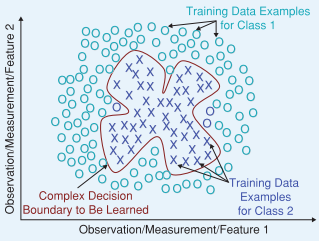 Training Data Examples
for Class 1
Observation/Measurement/Feature 2
Complex Decision
Boundary to Be Learned
Training Data
Examples
for Class 2
Observation/Measurement/Feature 1